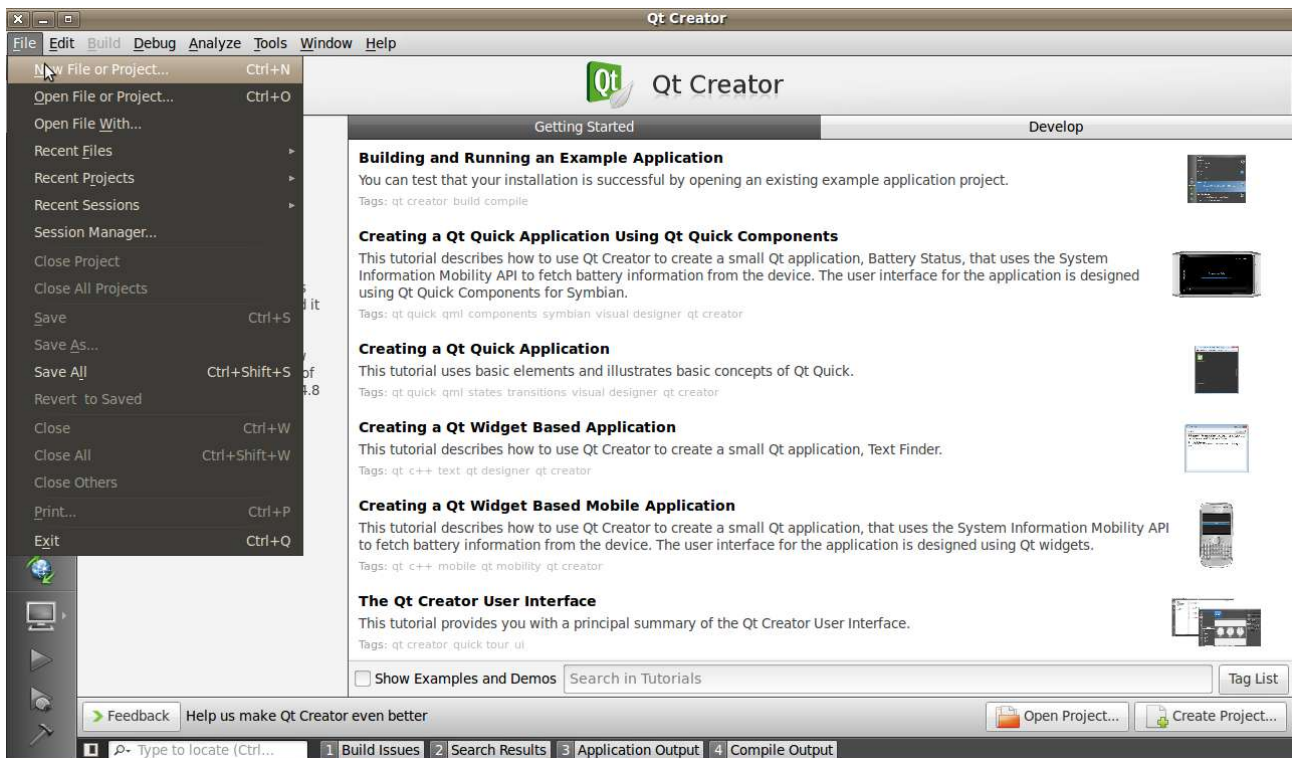 Qt Creator
File Edit Build Debug Analyze Tools Window Help
New File or Project... Ctrl+N
Open File or Project... Ctrl+O
Open File With...
Recent Files
Recent Projects
Recent Sessions
Session Manager...
Close Project
Close All Projects
Save Ctrl+S
Save As...
Save All Ctrl+Shift+S
Revert to Saved
Close Ctrl+W
Close All Ctrl+Shift+W
Close Others
Print... Ctrl+P
Exit Ctrl+Q
it
of
4.8
Qt Qt Creator
Getting Started Develop
Building and Running an Example Application
You can test that your installation is successful by opening an existing example application project.
Tags: qt creator build compile
Creating a Qt Quick Application Using Qt Quick Components
This tutorial describes how to use Qt Creator to create a small Qt application, Battery Status, that uses the System
Information Mobility API to fetch battery information from the device. The user interface for the application is designed
using Qt Quick Components for Symbian.
Tags: qt quick qml components symbian visual designer qt creator
Creating a Qt Quick Application
This tutorial uses basic elements and illustrates basic concepts of Qt Quick.
Tags: qt quick qml states transitions visual designer qt creator
Creating a Qt Widget Based Application
This tutorial describes how to use Qt Creator to create a small Qt application, Text Finder.
Tags: qt c++ text qt designer qt creator
Creating a Qt Widget Based Mobile Application
This tutorial describes how to use Qt Creator to create a small Qt application, that uses the System Information Mobility API
to fetch battery information from the device. The user interface for the application is designed using Qt widgets.
Tags: qt c++ mobile qt mobility qt creator
The Qt Creator User Interface
This tutorial provides you with a principal summary of the Qt Creator User Interface.
Tags: qt creator quick tour ui
Show Examples and Demos Search in Tutorials Tag List
Feedback Help us make Qt Creator even better Open Project... Create Project...
Type to locate (Ctrl... 1 Build Issues 2 Search Results 3 Application Output 4 Compile Output